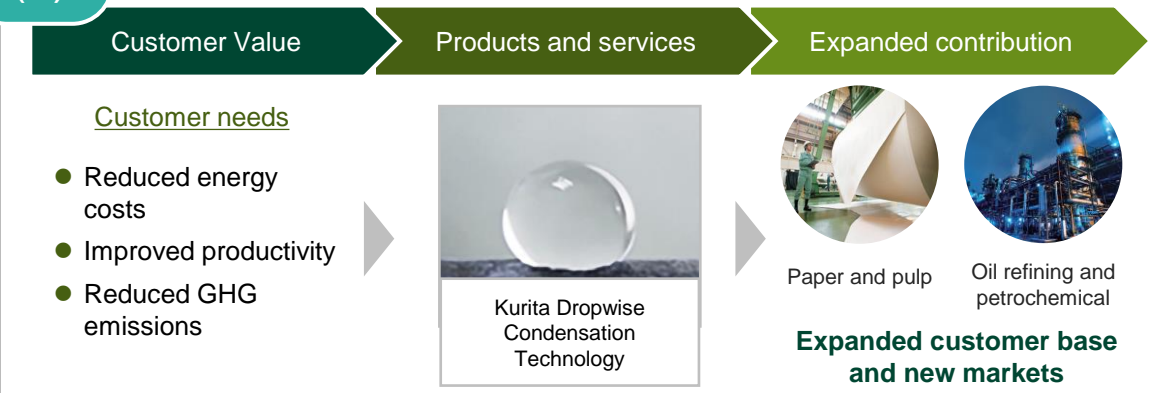 Customer Value
Products and services
Expanded contribution
Customer needs
Reduced energy
costs
Improved productivity
Reduced GHG
emissions
Kurita Dropwise
Condensation
Technology
Paper and pulp
Oil refining and
petrochemical
Expanded customer base
and new markets